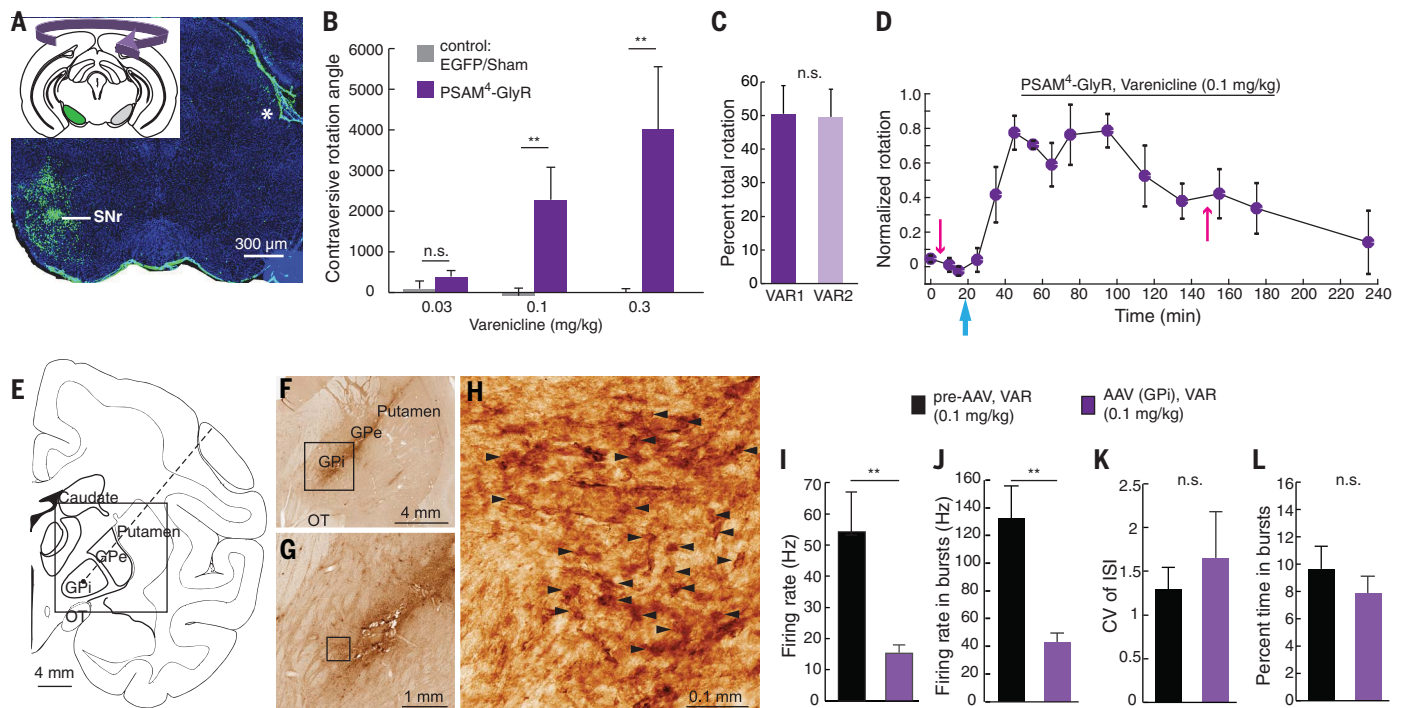 A
SNr
*
300 µm
B
Contraversive rotation angle
6000
5000
4000
3000
2000
1000
0
control:
EGFP/Sham
PSAM⁴-GlyR
n.s.
**
**
0.03
0.1
0.3
Varenicline (mg/kg)
C
Percent total rotation
60
50
40
30
20
10
0
n.s.
VAR1
VAR2
D
PSAM⁴-GlyR, Varenicline (0.1 mg/kg)
Normalized rotation
1.0
0.8
0.6
0.4
0.2
0
0 20 40 60 80 100 120 140 160 180 200 220 240
Time (min)
E
Caudate
Putamen
GPe
GPi
OT
4 mm
F
Putamen
GPe
GPi
OT
4 mm
G
1 mm
H
0.1 mm
pre-AAV, VAR
(0.1 mg/kg)
AAV (GPi), VAR
(0.1 mg/kg)
I
Firing rate (Hz)
70
60
50
40
30
20
10
0
**
J
Firing rate in bursts (Hz)
160
140
120
100
80
60
40
20
0
**
K
CV of ISI
2.5
2
1.5
1
.5
0
n.s.
L
Percent time in bursts
16
14
12
10
8
6
4
2
0
n.s.